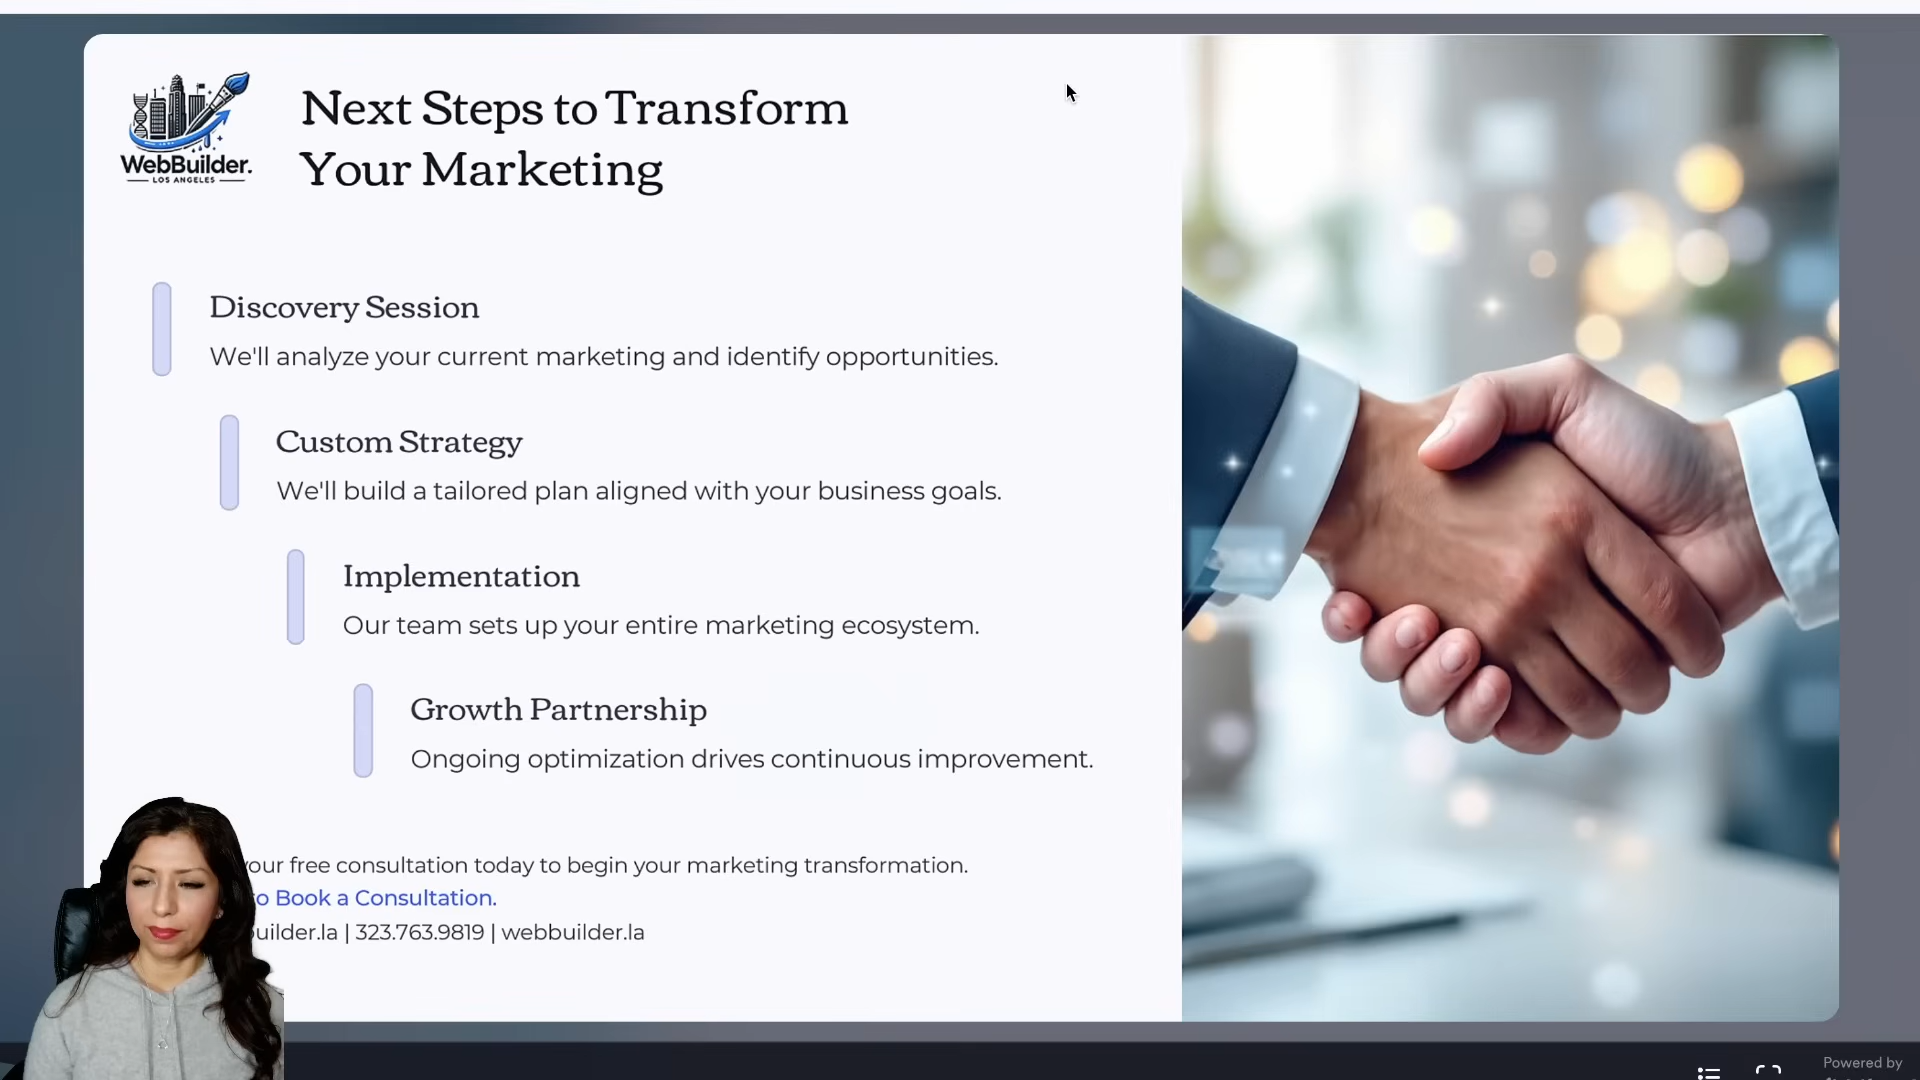 WebBuilder.
LOS ANGELES
Next Steps to Transform
Your Marketing
Discovery Session
We'll analyze your current marketing and identify opportunities.
Custom Strategy
We'll build a tailored plan aligned with your business goals.
Implementation
Our team sets up your entire marketing ecosystem.
Growth Partnership
Ongoing optimization drives continuous improvement.
your free consultation today to begin your marketing transformation.
to Book a Consultation.
builder.la | 323.763.9819 | webbuilder.la
Powered by